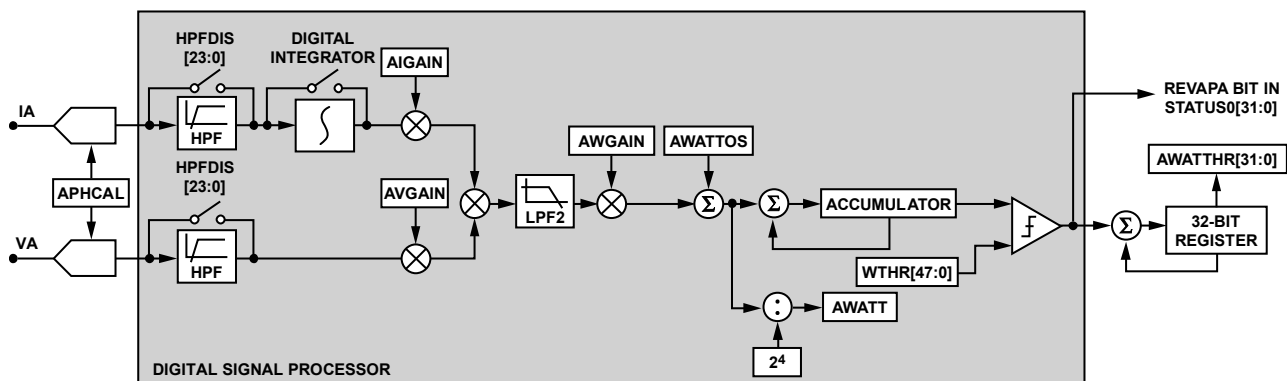 HPFDIS
[23:0]
DIGITAL
INTEGRATOR
AIGAIN
IA
HPF
REVAPA BIT IN
STATUS0[31:0]
APHCAL
HPFDIS
[23:0]
AVGAIN
LPF2
AWGAIN
AWATTOS
Σ
Σ
ACCUMULATOR
AWATTHR[31:0]
Σ
32-BIT
REGISTER
VA
HPF
WTHR[47:0]
AWATT
2⁴
DIGITAL SIGNAL PROCESSOR